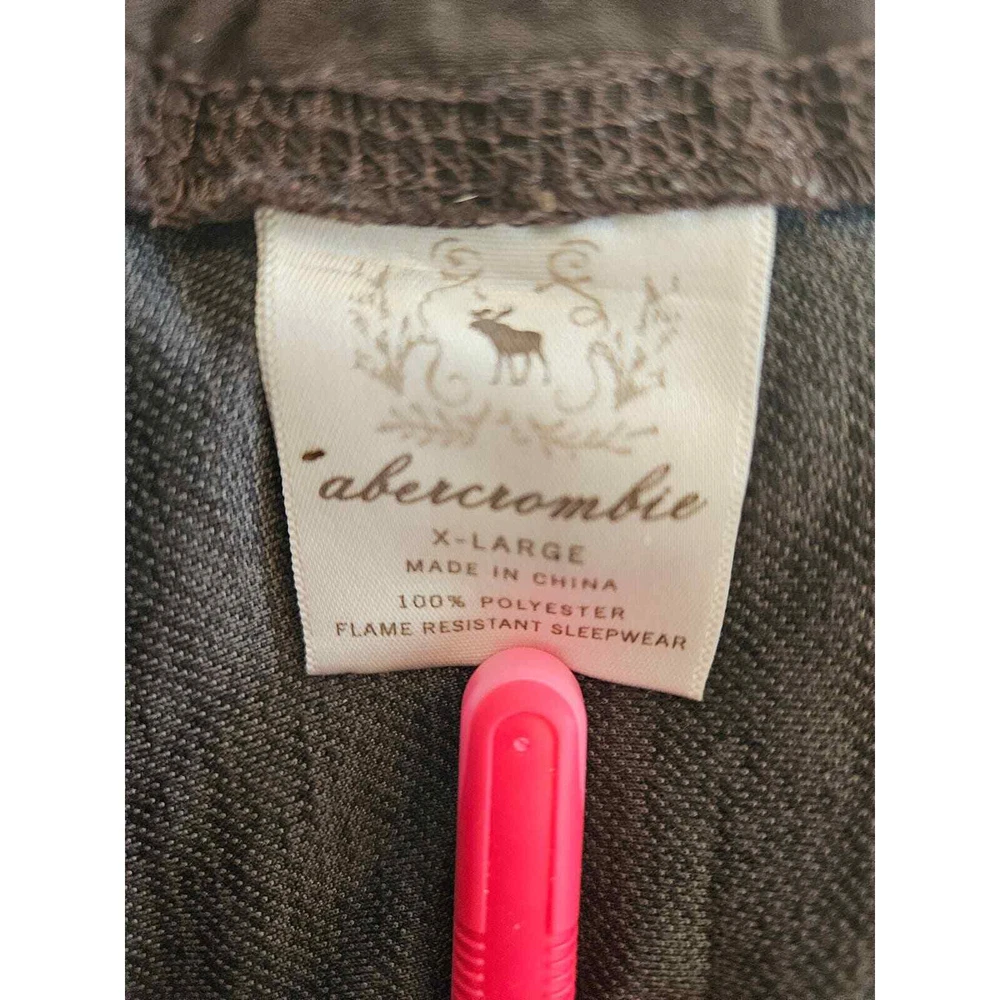 abercrombie
X-LARGE
MADE IN CHINA
100% POLYESTER
FLAME RESISTANT SLEEPWEAR